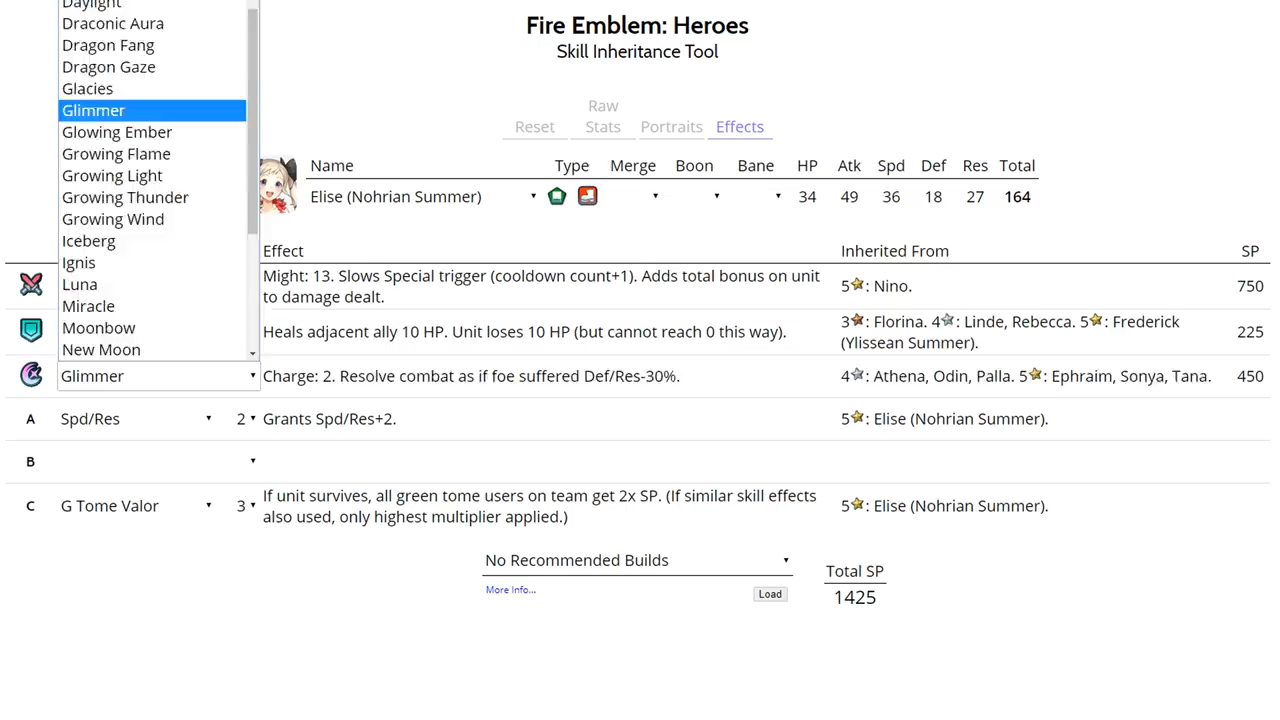 Daylight
Draconic Aura
Dragon Fang
Dragon Gaze
Glacies
Glimmer
Glowing Ember
Growing Flame
Growing Light
Growing Thunder
Growing Wind
Iceberg
Ignis
Luna
Miracle
Moonbow
New Moon
Fire Emblem: Heroes
Skill Inheritance Tool
Reset Raw Stats Portraits Effects
Name Type Merge Boon Bane HP Atk Spd Def Res Total
Elise (Nohrian Summer) 34 49 36 18 27 164
Effect Inherited From SP
Might: 13. Slows Special trigger (cooldown count+1). Adds total bonus on unit
to damage dealt.
5: Nino. 750
Heals adjacent ally 10 HP. Unit loses 10 HP (but cannot reach 0 this way).
3: Florina. 4: Linde, Rebecca. 5: Frederick
(Ylissean Summer).
225
Glimmer Charge: 2. Resolve combat as if foe suffered Def/Res-30%. 4: Athena, Odin, Palla. 5: Ephraim, Sonya, Tana. 450
A Spd/Res 2 Grants Spd/Res+2. 5: Elise (Nohrian Summer).
B
C G Tome Valor 3 If unit survives, all green tome users on team get 2x SP. (If similar skill effects
also used, only highest multiplier applied.)
5: Elise (Nohrian Summer).
No Recommended Builds
More Info...
Load
Total SP
1425